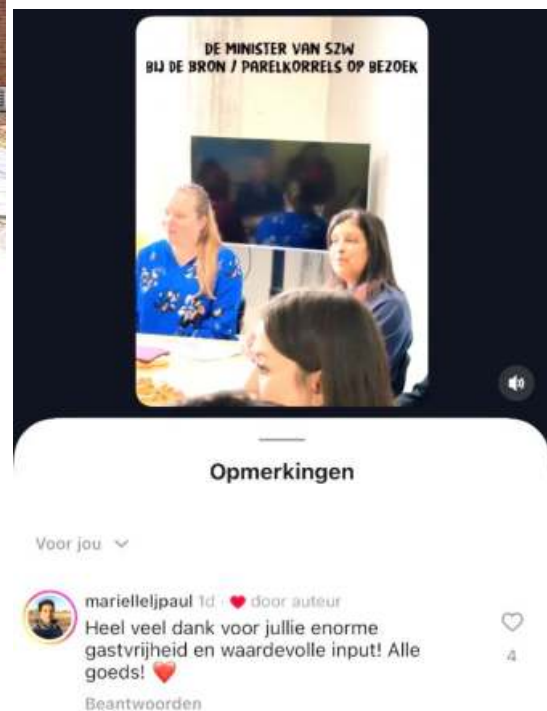 DE MINISTER VAN SZW
BIJ DE BRON / PARELKORRELS OP BEZOEK
Opmerkingen
Voor jou
marielleljpaul 1d · ❤ door auteur
Heel veel dank voor jullie enorme
gastvrijheid en waardevolle input! Alle
goeds! ❤️
4
Beantwoorden